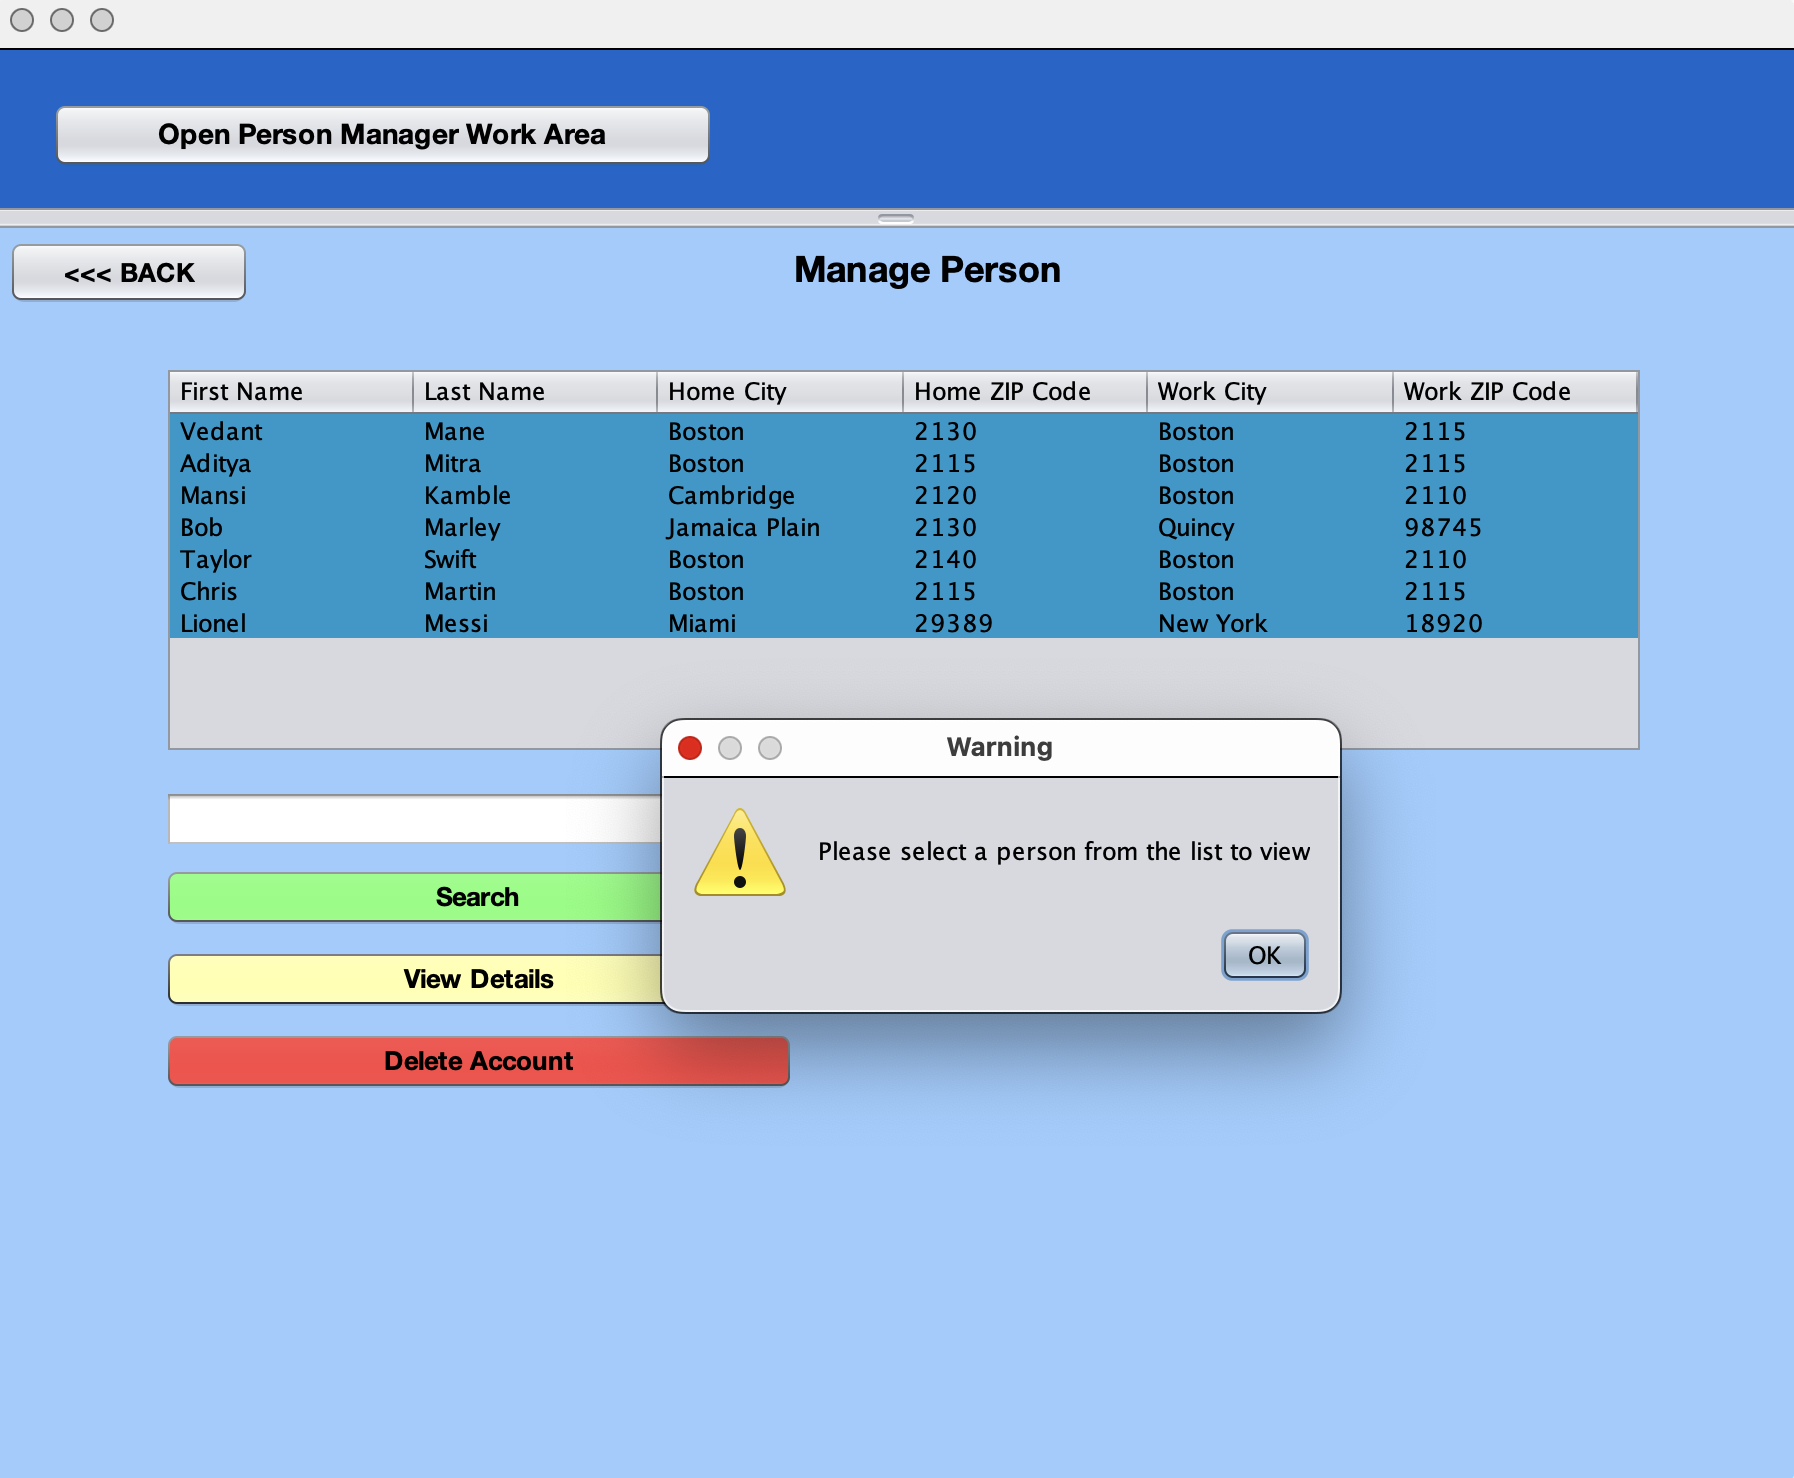 Open Person Manager Work Area
<<< BACK
Manage Person
First Name Last Name Home City Home ZIP Code Work City Work ZIP Code
Vedant Mane Boston 2130 Boston 2115
Aditya Mitra Boston 2115 Boston 2115
Mansi Kamble Cambridge 2120 Boston 2110
Bob Marley Jamaica Plain 2130 Quincy 98745
Taylor Swift Boston 2140 Boston 2110
Chris Martin Boston 2115 Boston 2115
Lionel Messi Miami 29389 New York 18920
Warning
Please select a person from the list to view
OK
Search
View Details
Delete Account